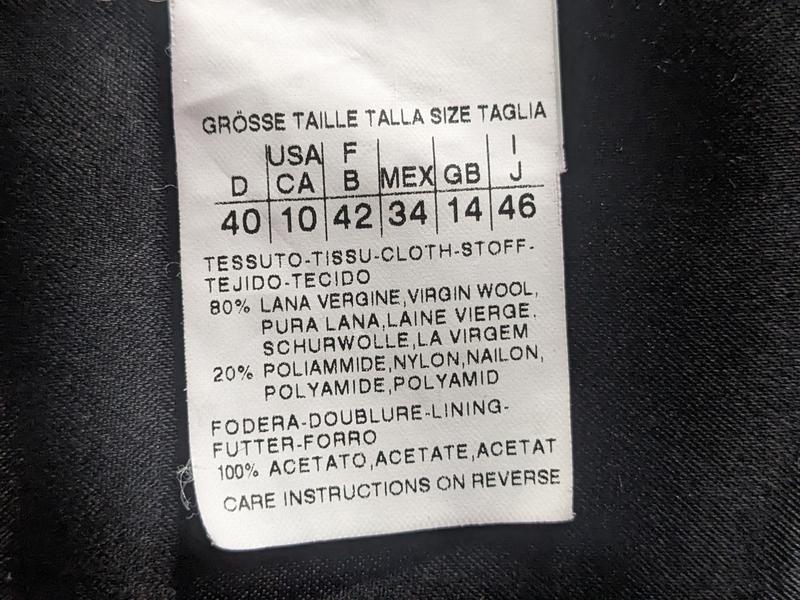 GRÖSSE TAILLE TALLA SIZE TAGLIA
USA F I
D CA B MEX GB J
40 10 42 34 14 46
TESSUTO-TISSU-CLOTH-STOFF-
TEJIDO-TECIDO
80% LANA VERGINE,VIRGIN WOOL,
PURA LANA,LAINE VIERGE.
SCHURWOLLE,LA VIRGEM
20% POLIAMMIDE,NYLON,NAILON,
POLYAMIDE,POLYAMID
FODERA-DOUBLURE-LINING-
FUTTER-FORRO
100% ACETATO,ACETATE,ACETAT
CARE INSTRUCTIONS ON REVERSE